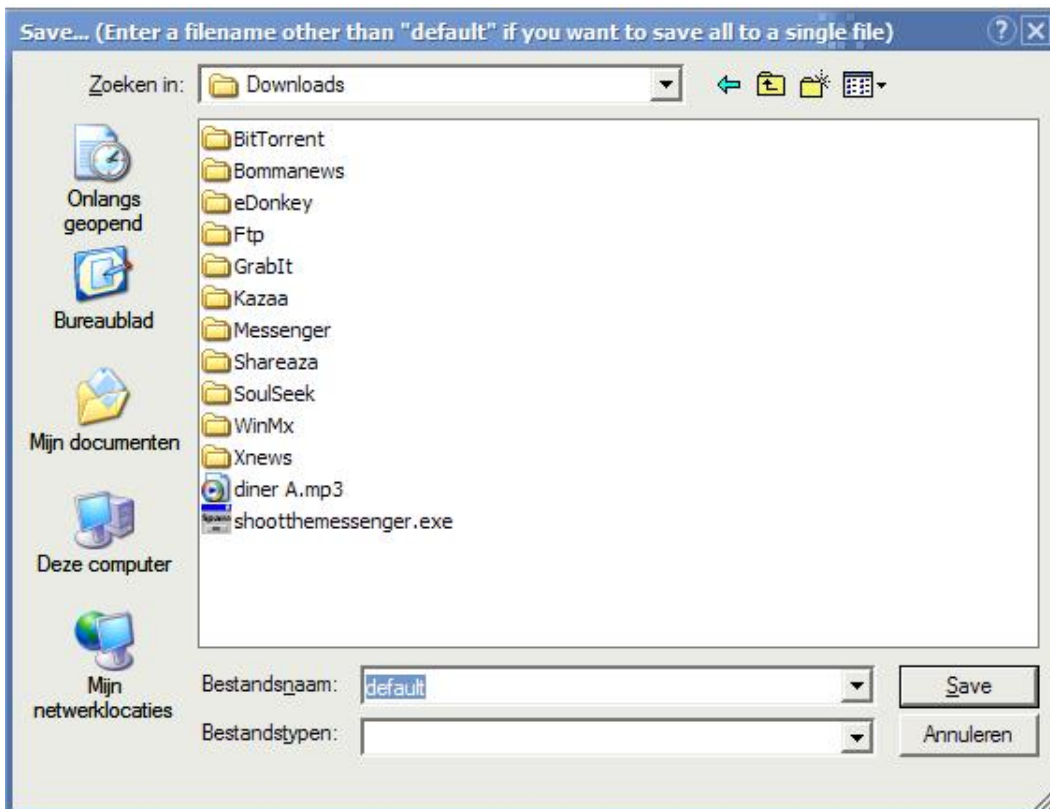 Save... (Enter a filename other than "default" if you want to save all to a single file)
Zoeken in:
Downloads
Onlangs
geopend
Bureaublad
Mijn documenten
Deze computer
Mijn
netwerklocaties
BitTorrent
Bommanews
eDonkey
Ftp
GrabIt
Kazaa
Messenger
Shareaza
SoulSeek
WinMx
Xnews
diner A.mp3
shootthemessenger.exe
Bestandsnaam:
default
Save
Bestandstypen:
Annuleren